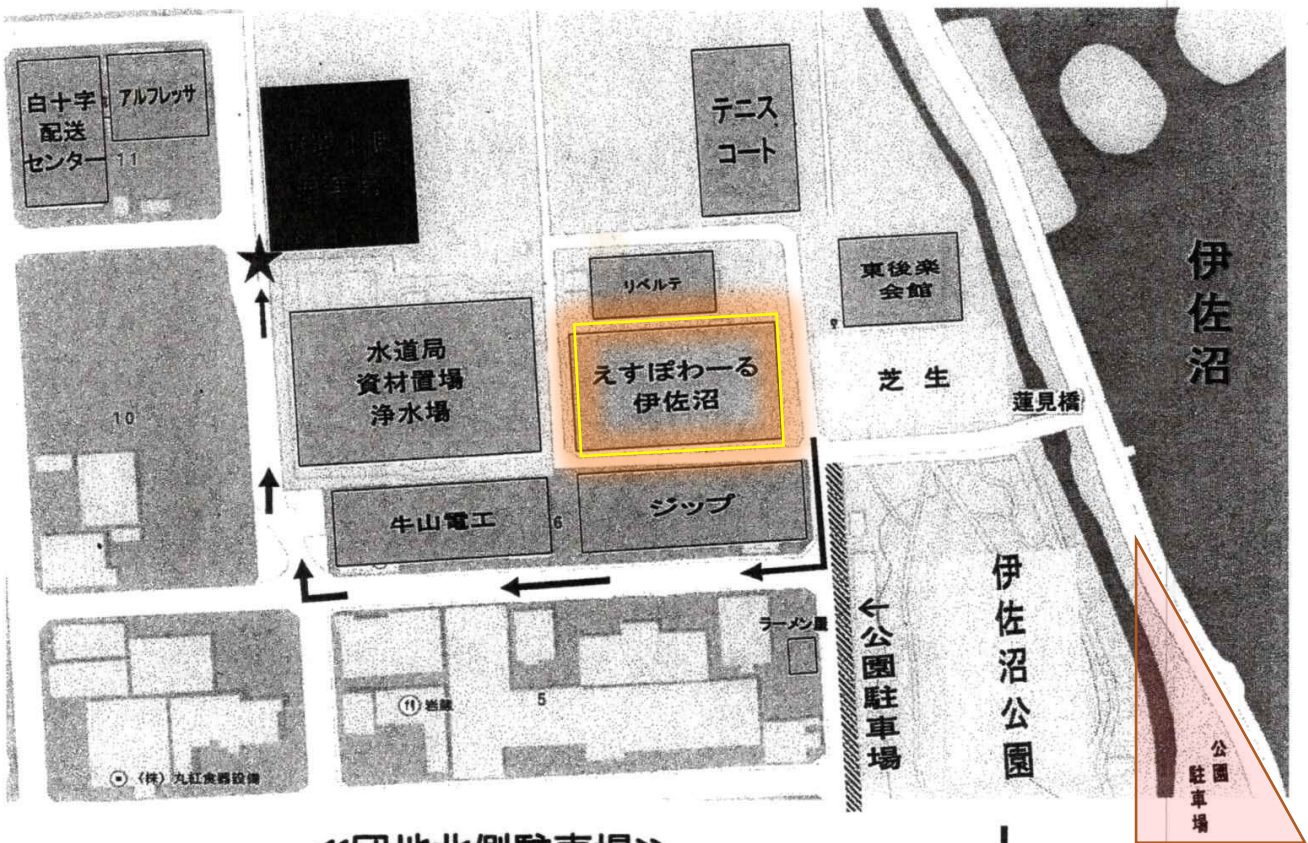 白十字
配送
センター
アルフレッサ
11
テニス
コート
リベルテ
東後楽
会館
伊佐沼
水道局
資材置場
浄水場
えすぽわーる
伊佐沼
芝生
蓮見橋
10
牛山電工
6
ジップ
伊佐沼公園
←公園駐車場
ラーメン屋
5
(株)丸紅食器設備
公園
駐車場